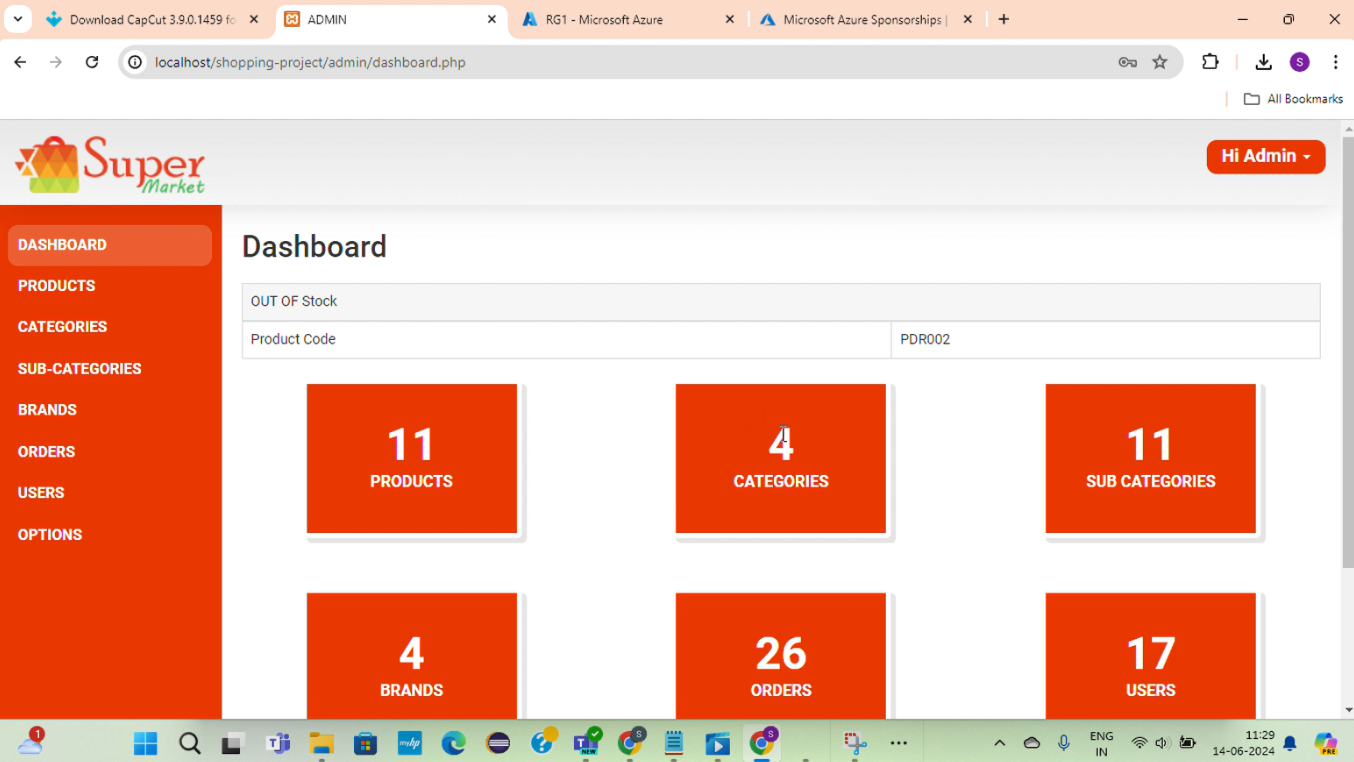 Download CapCut 3.9.0.1459 fo
ADMIN
RG1 - Microsoft Azure
Microsoft Azure Sponsorships |
localhost/shopping-project/admin/dashboard.php
S
All Bookmarks
Super
Market
Hi Admin
DASHBOARD
PRODUCTS
CATEGORIES
SUB-CATEGORIES
BRANDS
ORDERS
USERS
OPTIONS
Dashboard
OUT OF Stock
Product Code PDR002
11
PRODUCTS
4
CATEGORIES
11
SUB CATEGORIES
4
BRANDS
26
ORDERS
17
USERS
1
myhp
NEW
S
S
ENG
IN
11:29
14-06-2024
PRE